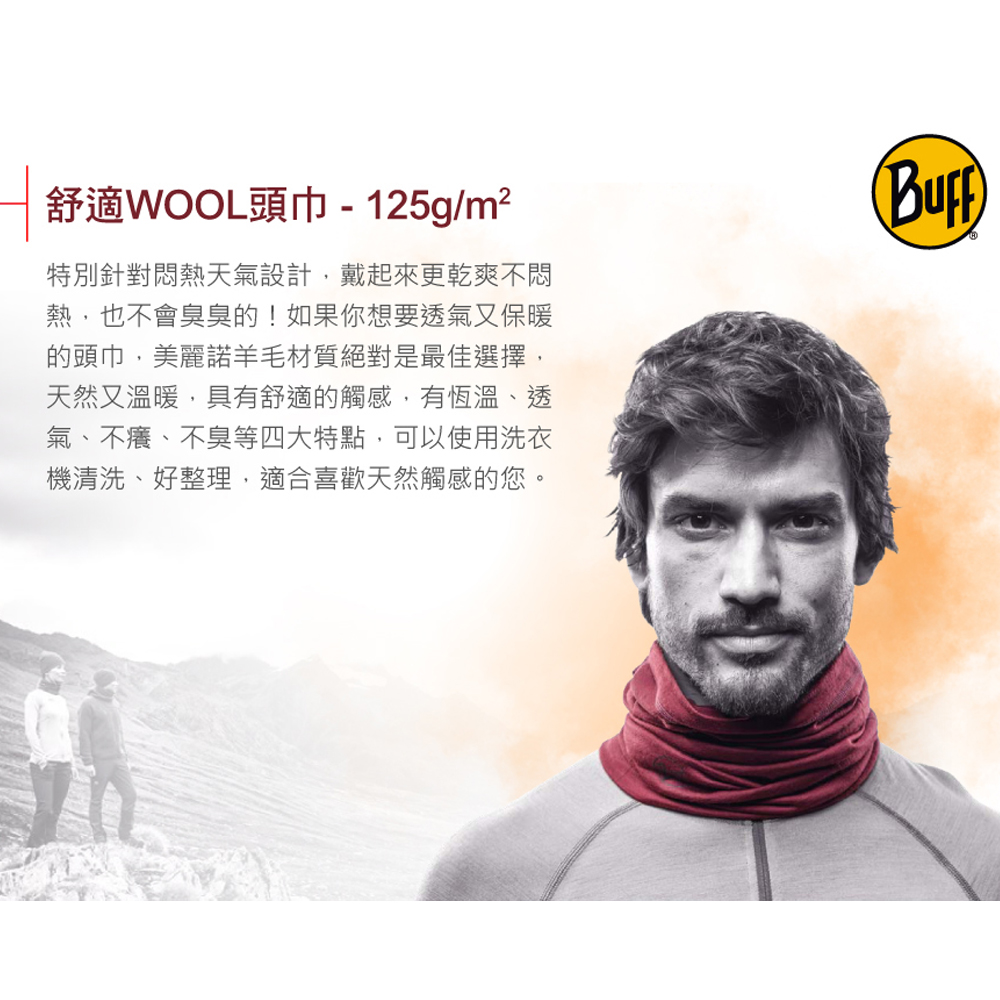 舒適WOOL頭巾 - 125g/m²
BUFF
®
特別針對悶熱天氣設計，戴起來更乾爽不悶
熱，也不會臭臭的！如果你想要透氣又保暖
的頭巾，美麗諾羊毛材質絕對是最佳選擇，
天然又溫暖，具有舒適的觸感，有恆溫、透
氣、不癢、不臭等四大特點，可以使用洗衣
機清洗、好整理，適合喜歡天然觸感的您。